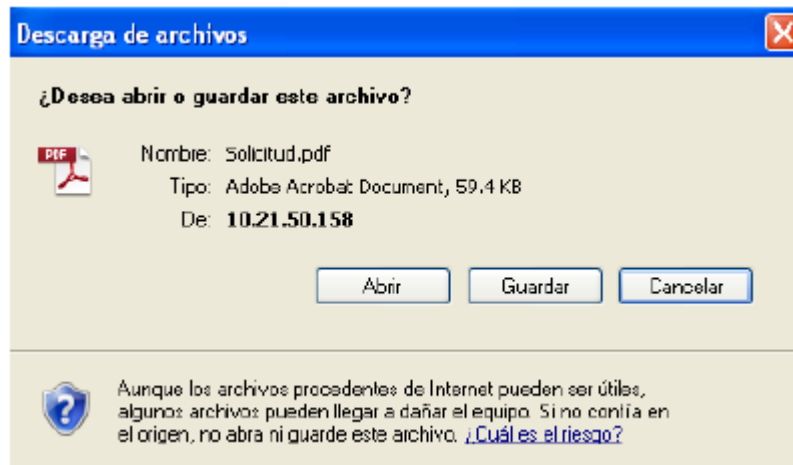 Descarga de archivos
¿Desea abrir o guardar este archivo?
PDF
Nombre: Solicitud.pdf
Tipo: Adobe Acrobat Document, 59.4 KB
De: 10.21.50.158
Abrir Guardar Cancelar
Aunque los archivos procedentes de Internet pueden ser útiles,
algunos archivos pueden llegar a dañar el equipo. Si no confía en
el origen, no abra ni guarde este archivo. ¿Cuál es el riesgo?